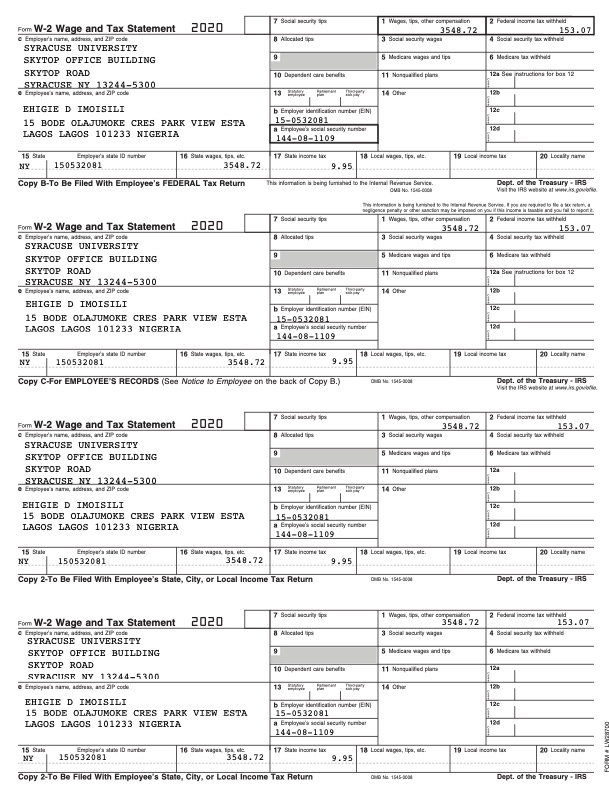 Form W-2 Wage and Tax Statement 2020
7 Social security tips
1 Wages, tips, other compensation
3548.72
2 Federal income tax withheld
153.07
c Employer's name, address, and ZIP code
SYRACUSE UNIVERSITY
SKYTOP OFFICE BUILDING
SKYTOP ROAD
SYRACUSE NY 13244-5300
8 Allocated tips
3 Social security wages
4 Social security tax withheld
9
5 Medicare wages and tips
6 Medicare tax withheld
10 Dependent care benefits
11 Nonqualified plans
12a See instructions for box 12
e Employee's name, address, and ZIP code
EHIGIE D IMOISILI
15 BODE OLAJUMOKE CRES PARK VIEW ESTA
LAGOS LAGOS 101233 NIGERIA
13 Statutory employee Retirement plan Third-party sick pay
14 Other
12b
b Employer identification number (EIN)
15-0532081
12c
a Employee's social security number
144-08-1109
12d
15 State Employer's state ID number
16 State wages, tips, etc.
17 State income tax
18 Local wages, tips, etc.
19 Local income tax
20 Locality name
NY 150532081 3548.72 9.95
Copy B-To Be Filed With Employee's FEDERAL Tax Return
This information is being furnished to the Internal Revenue Service.
OMB No. 1545-0008
Dept. of the Treasury - IRS
Visit the IRS website at www.irs.gov/efile.
This information is being furnished to the Internal Revenue Service. If you are required to file a tax return, a
negligence penalty or other sanction may be imposed on you if this income is taxable and you fail to report it.
Form W-2 Wage and Tax Statement 2020
7 Social security tips
1 Wages, tips, other compensation
3548.72
2 Federal income tax withheld
153.07
c Employer's name, address, and ZIP code
SYRACUSE UNIVERSITY
SKYTOP OFFICE BUILDING
SKYTOP ROAD
SYRACUSE NY 13244-5300
8 Allocated tips
3 Social security wages
4 Social security tax withheld
9
5 Medicare wages and tips
6 Medicare tax withheld
10 Dependent care benefits
11 Nonqualified plans
12a See instructions for box 12
e Employee's name, address, and ZIP code
EHIGIE D IMOISILI
15 BODE OLAJUMOKE CRES PARK VIEW ESTA
LAGOS LAGOS 101233 NIGERIA
13 Statutory employee Retirement plan Third-party sick pay
14 Other
12b
b Employer identification number (EIN)
15-0532081
12c
a Employee's social security number
144-08-1109
12d
15 State Employer's state ID number
16 State wages, tips, etc.
17 State income tax
18 Local wages, tips, etc.
19 Local income tax
20 Locality name
NY 150532081 3548.72 9.95
Copy C-For EMPLOYEE'S RECORDS (See Notice to Employee on the back of Copy B.)
OMB No. 1545-0008
Dept. of the Treasury - IRS
Visit the IRS website at www.irs.gov/efile.
Form W-2 Wage and Tax Statement 2020
7 Social security tips
1 Wages, tips, other compensation
3548.72
2 Federal income tax withheld
153.07
c Employer's name, address, and ZIP code
SYRACUSE UNIVERSITY
SKYTOP OFFICE BUILDING
SKYTOP ROAD
SYRACUSE NY 13244-5300
8 Allocated tips
3 Social security wages
4 Social security tax withheld
9
5 Medicare wages and tips
6 Medicare tax withheld
10 Dependent care benefits
11 Nonqualified plans
12a
e Employee's name, address, and ZIP code
EHIGIE D IMOISILI
15 BODE OLAJUMOKE CRES PARK VIEW ESTA
LAGOS LAGOS 101233 NIGERIA
13 Statutory employee Retirement plan Third-party sick pay
14 Other
12b
b Employer identification number (EIN)
15-0532081
12c
a Employee's social security number
144-08-1109
12d
15 State Employer's state ID number
16 State wages, tips, etc.
17 State income tax
18 Local wages, tips, etc.
19 Local income tax
20 Locality name
NY 150532081 3548.72 9.95
Copy 2-To Be Filed With Employee's State, City, or Local Income Tax Return
OMB No. 1545-0008
Dept. of the Treasury - IRS
Form W-2 Wage and Tax Statement 2020
7 Social security tips
1 Wages, tips, other compensation
3548.72
2 Federal income tax withheld
153.07
c Employer's name, address, and ZIP code
SYRACUSE UNIVERSITY
SKYTOP OFFICE BUILDING
SKYTOP ROAD
SYRACUSE NY 13244-5300
8 Allocated tips
3 Social security wages
4 Social security tax withheld
9
5 Medicare wages and tips
6 Medicare tax withheld
10 Dependent care benefits
11 Nonqualified plans
12a
e Employee's name, address, and ZIP code
EHIGIE D IMOISILI
15 BODE OLAJUMOKE CRES PARK VIEW ESTA
LAGOS LAGOS 101233 NIGERIA
13 Statutory employee Retirement plan Third-party sick pay
14 Other
12b
b Employer identification number (EIN)
15-0532081
12c
a Employee's social security number
144-08-1109
12d
15 State Employer's state ID number
16 State wages, tips, etc.
17 State income tax
18 Local wages, tips, etc.
19 Local income tax
20 Locality name
NY 150532081 3548.72 9.95
Copy 2-To Be Filed With Employee's State, City, or Local Income Tax Return
OMB No. 1545-0008
Dept. of the Treasury - IRS
FORM # LW28700